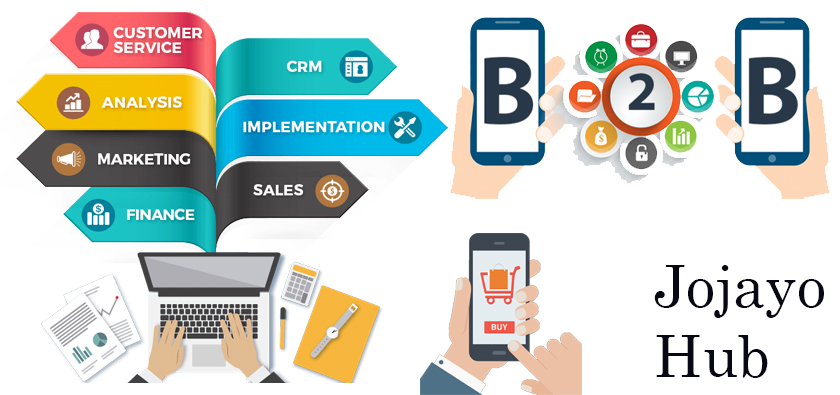 CUSTOMER
SERVICE
ANALYSIS
MARKETING
FINANCE
CRM
IMPLEMENTATION
SALES
B 2 B
BUY
Jojayo
Hub